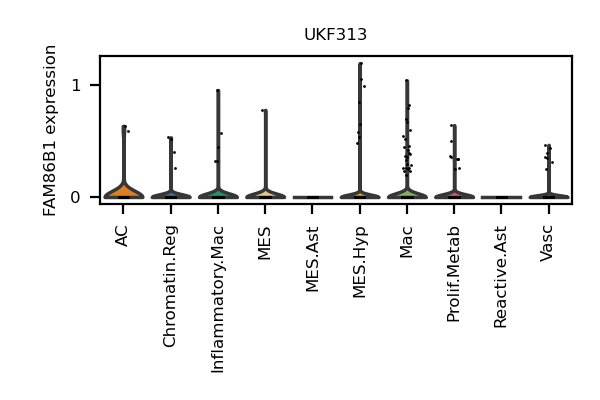 UKF313
FAM86B1 expression
1
0
AC
Chromatin.Reg
Inflammatory.Mac
MES
MES.Ast
MES.Hyp
Mac
Prolif.Metab
Reactive.Ast
Vasc